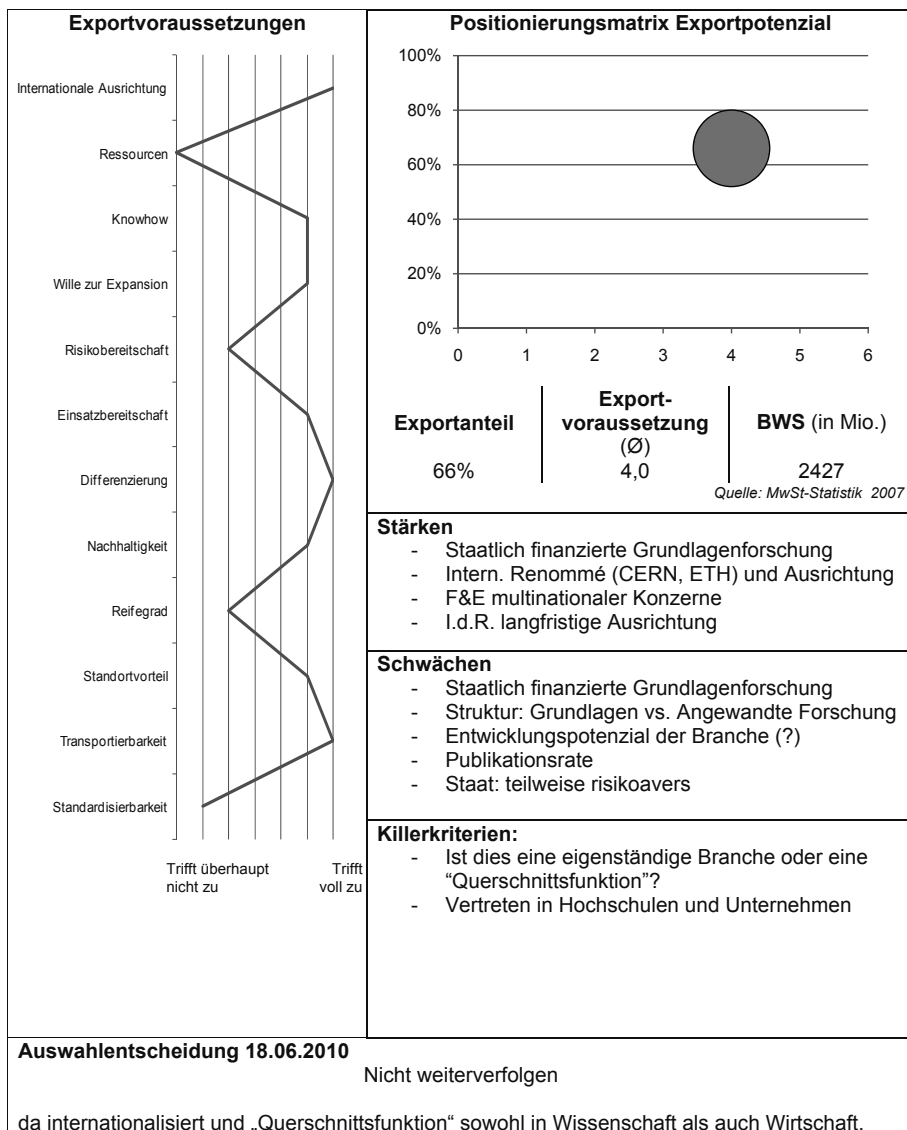 Exportvoraussetzungen
Internationale Ausrichtung
Ressourcen
Knowhow
Wille zur Expansion
Risikobereitschaft
Einsatzbereitschaft
Differenzierung
Nachhaltigkeit
Reifegrad
Standortvorteil
Transportierbarkeit
Standardisierbarkeit
Trifft überhaupt
nicht zu
Trifft
voll zu
Positionierungsmatrix Exportpotenzial
100%
80%
60%
40%
20%
0%
0 1 2 3 4 5 6
Exportanteil
Export-
voraussetzung
(Ø)
BWS (in Mio.)
66% 4,0 2427
Quelle: MwSt-Statistik 2007
Stärken
- Staatlich finanzierte Grundlagenforschung
- Intern. Renommé (CERN, ETH) und Ausrichtung
- F&E multinationaler Konzerne
- I.d.R. langfristige Ausrichtung
Schwächen
- Staatlich finanzierte Grundlagenforschung
- Struktur: Grundlagen vs. Angewandte Forschung
- Entwicklungspotenzial der Branche (?)
- Publikationsrate
- Staat: teilweise risikoavers
Killerkriterien:
- Ist dies eine eigenständige Branche oder eine
“Querschnittsfunktion”?
- Vertreten in Hochschulen und Unternehmen
Auswahlentscheidung 18.06.2010
Nicht weiterverfolgen
da internationalisiert und „Querschnittsfunktion“ sowohl in Wissenschaft als auch Wirtschaft.